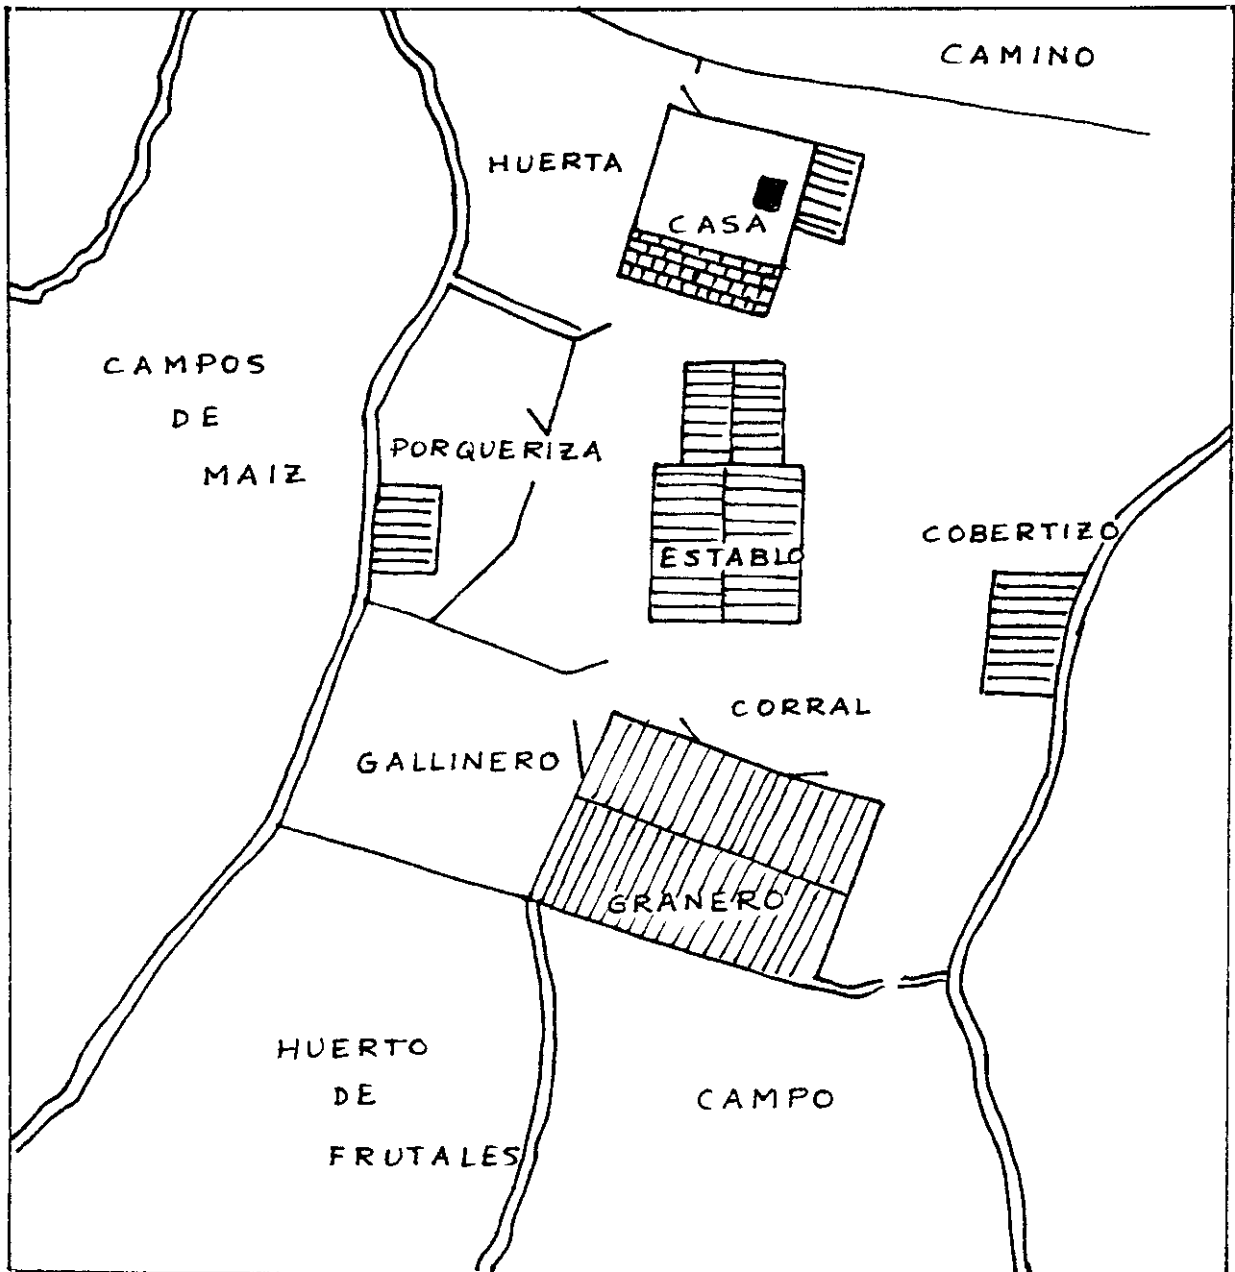 CAMINO
HUERTA
CASA
CAMPOS
DE
MAIZ
PORQUERIZA
COBERTIZO
ESTABLO
CORRAL
GALLINERO
GRANERO
HUERTO
DE
FRUTALES
CAMPO